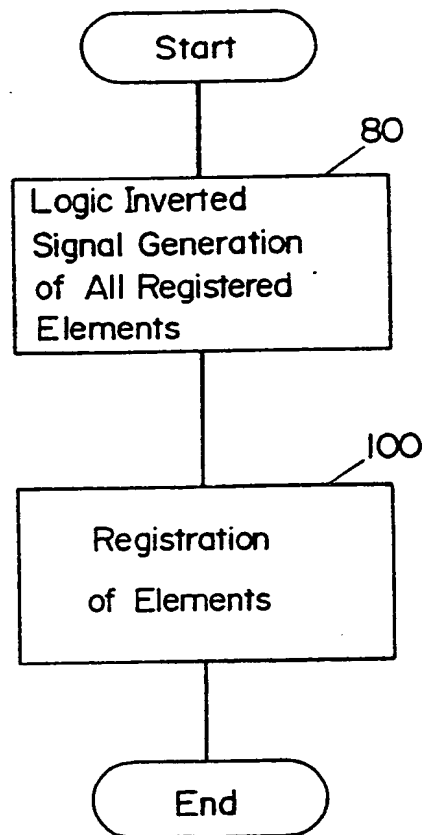 Start
80
Logic Inverted
Signal Generation
of All Registered
Elements
100
Registration
of Elements
End